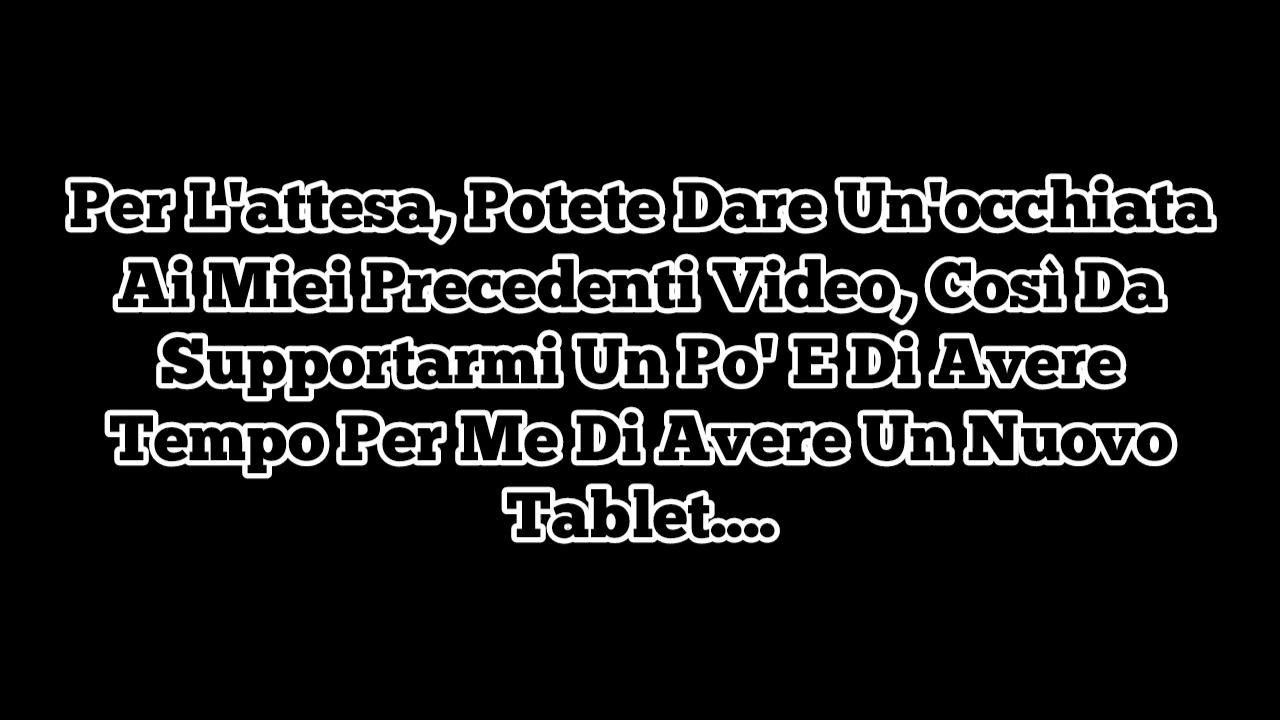 Per L'attesa, Potete Dare Un'occhiata
Ai Miei Precedenti Video, Così Da
Supportarmi Un Po' E Di Avere
Tempo Per Me Di Avere Un Nuovo
Tablet....